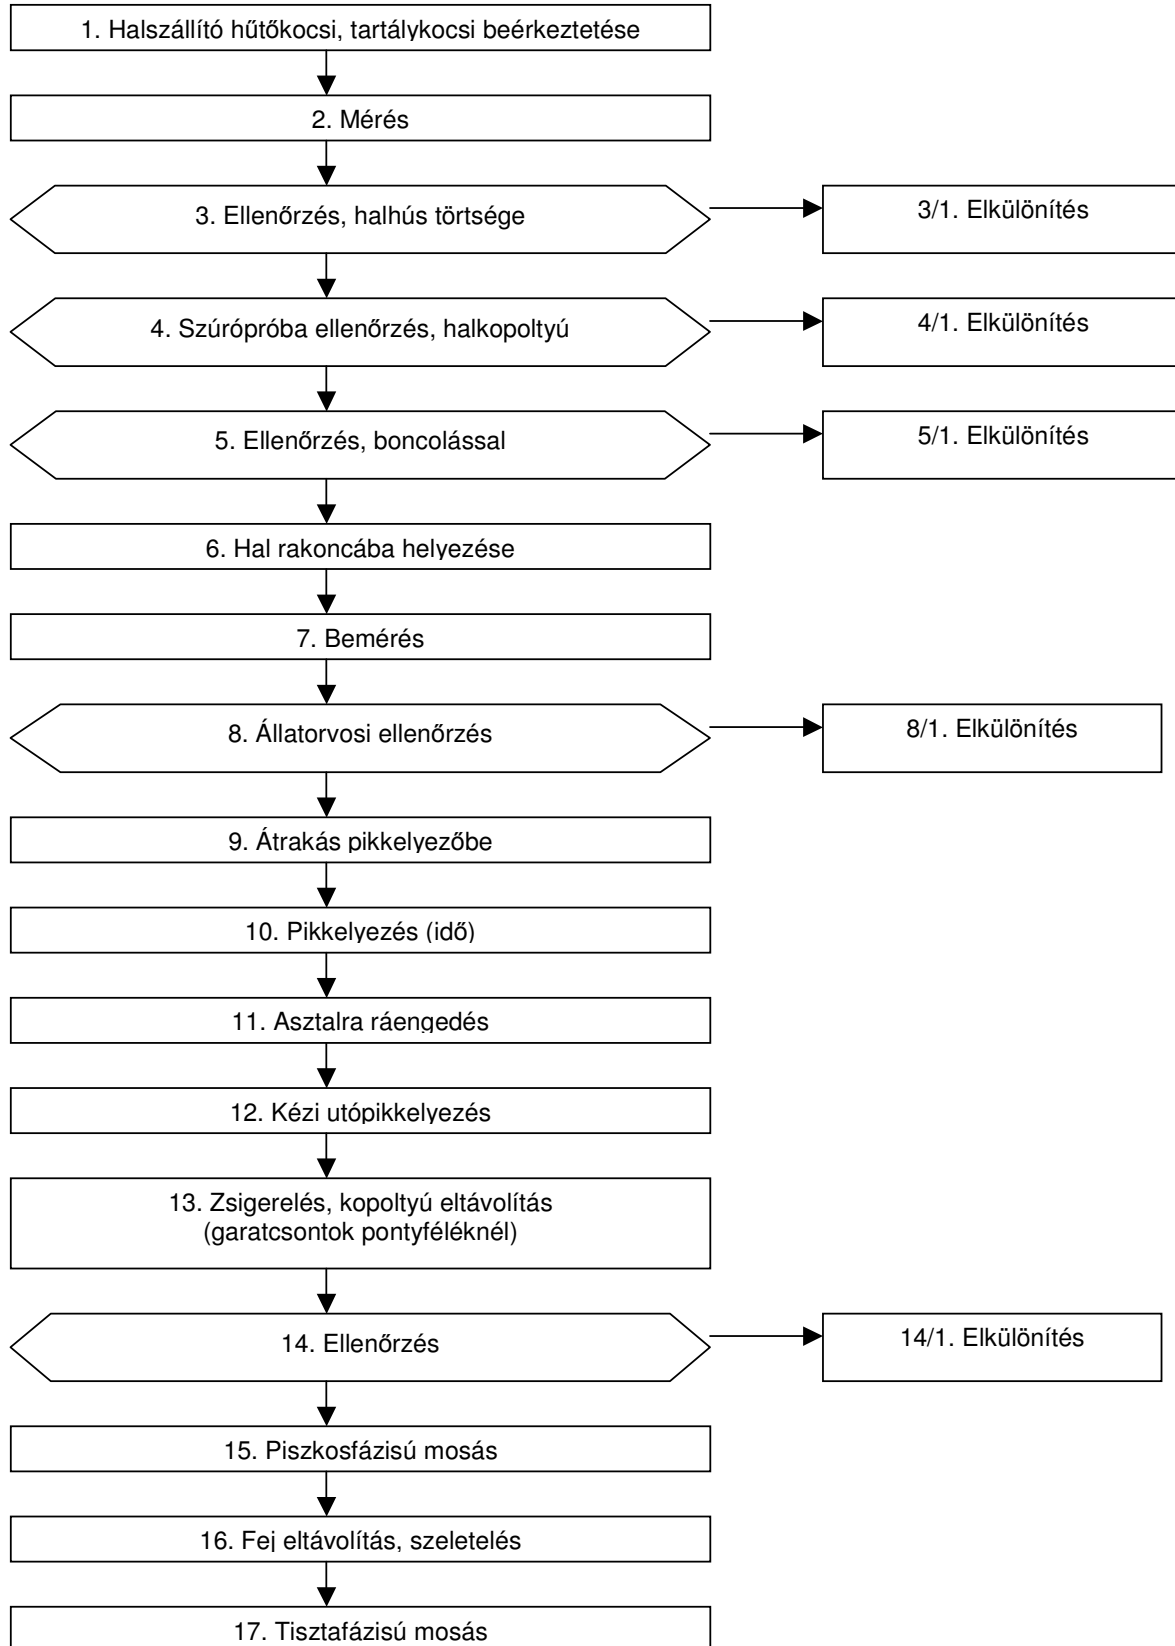 1. Halszállító hűtőkocsi, tartálykocsi beérkeztetése
2. Mérés
3. Ellenőrzés, halhús törtsége
3/1. Elkülönítés
4. Szúrópróba ellenőrzés, halkopoltyú
4/1. Elkülönítés
5. Ellenőrzés, boncolással
5/1. Elkülönítés
6. Hal rakoncába helyezése
7. Bemérés
8. Állatorvosi ellenőrzés
8/1. Elkülönítés
9. Átrakás pikkelyezőbe
10. Pikkelyezés (idő)
11. Asztalra ráengedés
12. Kézi utópikkelyezés
13. Zsigerelés, kopoltyú eltávolítás
(garatcsontok pontyféléknél)
14. Ellenőrzés
14/1. Elkülönítés
15. Piszkosfázisú mosás
16. Fej eltávolítás, szeletelés
17. Tisztafázisú mosás